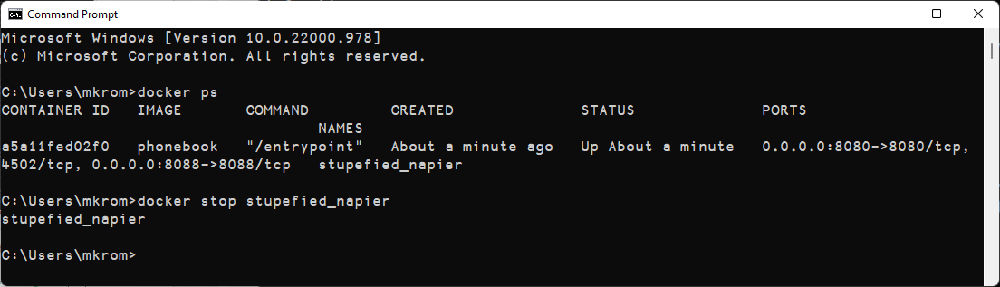 Command Prompt
Microsoft Windows [Version 10.0.22000.978]
(c) Microsoft Corporation. All rights reserved.
C:\Users\mkrom>docker ps
CONTAINER ID   IMAGE       COMMAND         CREATED              STATUS              PORTS
                                   NAMES
a5a11fed02f0   phonebook   "/entrypoint"   About a minute ago   Up About a minute   0.0.0.0:8080->8080/tcp,
4502/tcp, 0.0.0.0:8088->8088/tcp   stupefied_napier
C:\Users\mkrom>docker stop stupefied_napier
stupefied_napier
C:\Users\mkrom>